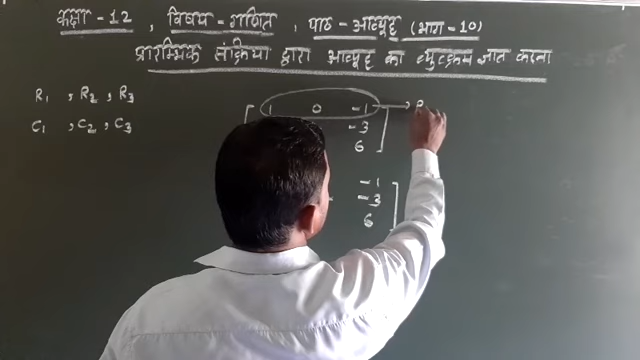 कक्षा - 12 , विषय - गणित , पाठ - आव्यूह (भाग - 10)
प्रारम्भिक संक्रिया द्वारा आव्यूह का व्युत्क्रम ज्ञात करना
R₁ , R₂ , R₃
1 0 -1
C₁ , C₂ , C₃
-3
6
-1
-3
6